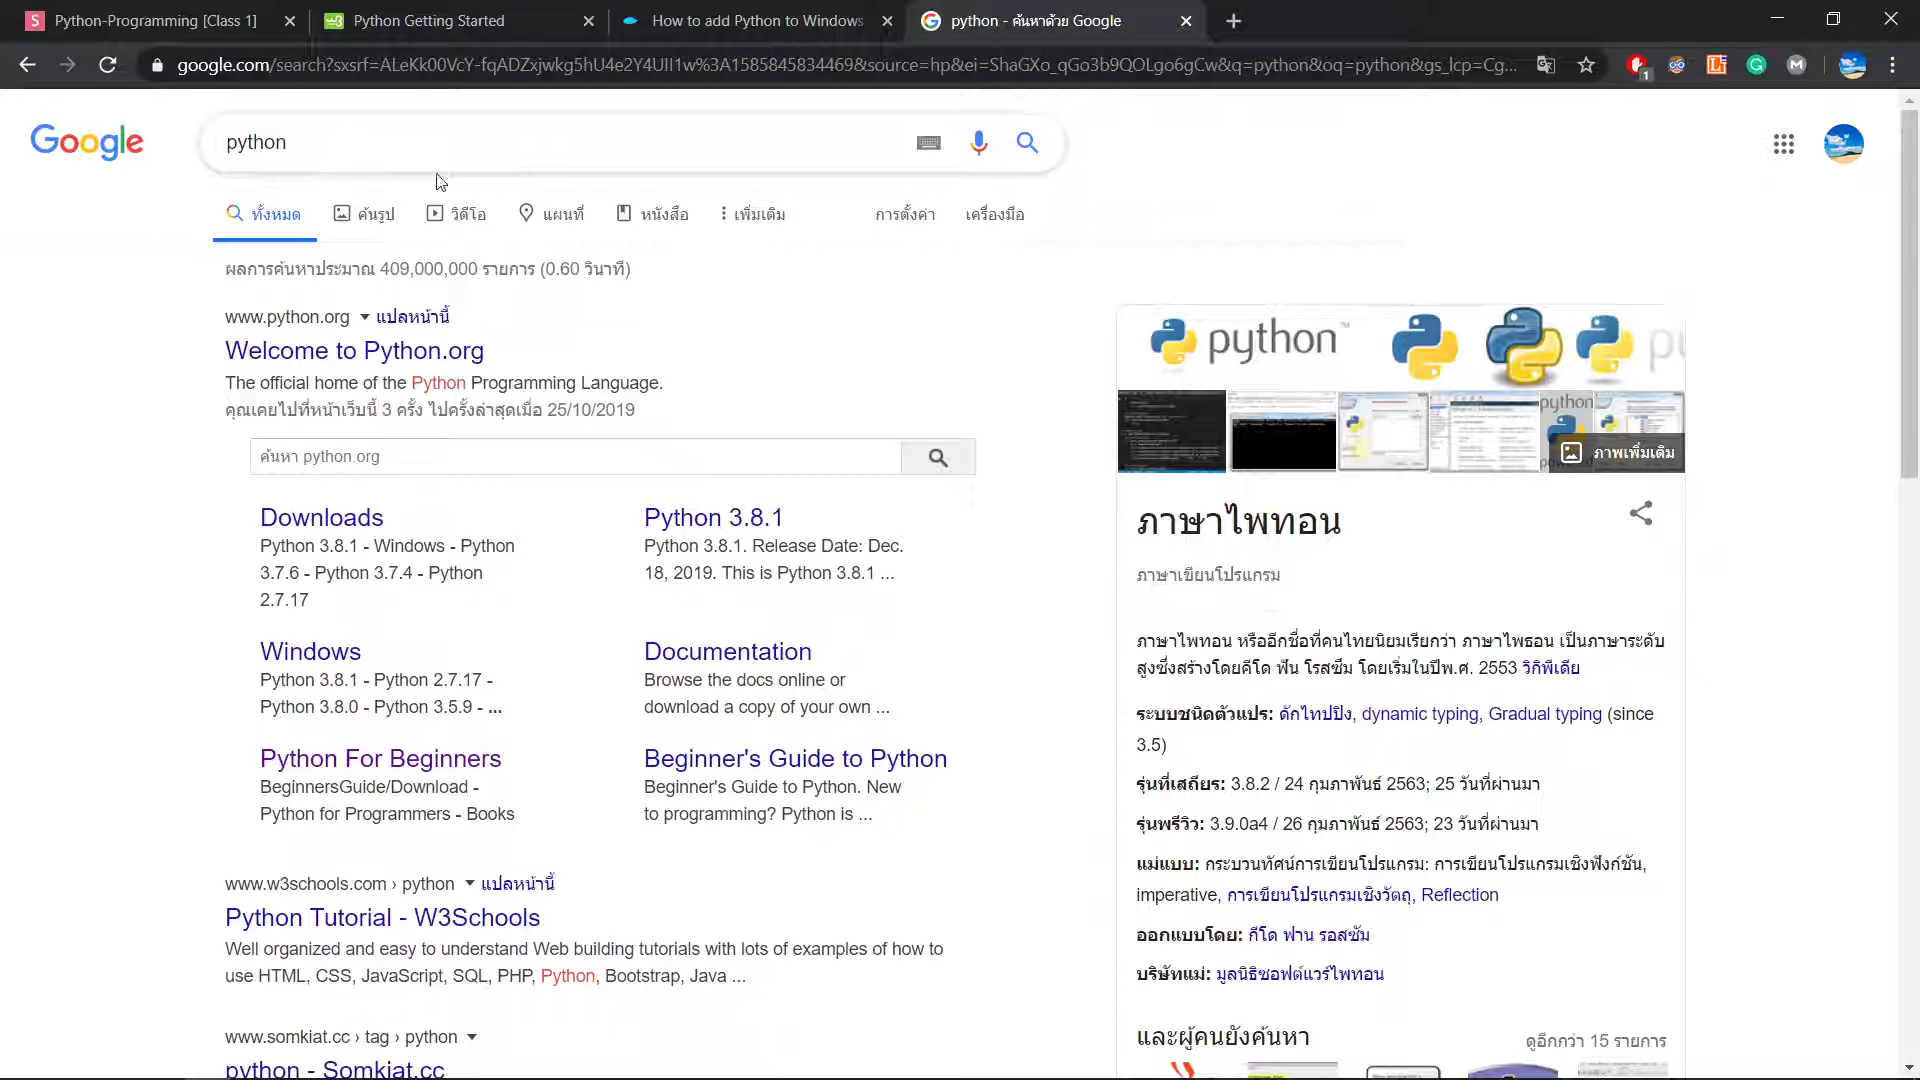 Python-Programming [Class 1]
Python Getting Started
How to add Python to Windows
python - ค้นหาด้วย Google
google.com/search?sxsrf=ALeKk00VcY-fqADZxjwkg5hU4e2Y4UII1w%3A1585845834469&source=hp&ei=ShaGXo_qGo3b9QOLgo6gCw&q=python&oq=python&gs_lcp=Cg...
Google
python
ทั้งหมด ค้นรูป วิดีโอ แผนที่ หนังสือ เพิ่มเติม การตั้งค่า เครื่องมือ
ผลการค้นหาประมาณ 409,000,000 รายการ (0.60 วินาที)
www.python.org แปลหน้านี้
Welcome to Python.org
The official home of the Python Programming Language.
คุณเคยไปที่หน้าเว็บนี้ 3 ครั้ง ไปครั้งล่าสุดเมื่อ 25/10/2019
ค้นหา python.org
Downloads
Python 3.8.1 - Windows - Python
3.7.6 - Python 3.7.4 - Python
2.7.17
Python 3.8.1
Python 3.8.1. Release Date: Dec.
18, 2019. This is Python 3.8.1 ...
Windows
Python 3.8.1 - Python 2.7.17 -
Python 3.8.0 - Python 3.5.9 - ...
Documentation
Browse the docs online or
download a copy of your own ...
Python For Beginners
BeginnersGuide/Download -
Python for Programmers - Books
Beginner's Guide to Python
Beginner's Guide to Python. New
to programming? Python is ...
www.w3schools.com › python แปลหน้านี้
Python Tutorial - W3Schools
Well organized and easy to understand Web building tutorials with lots of examples of how to
use HTML, CSS, JavaScript, SQL, PHP, Python, Bootstrap, Java ...
www.somkiat.cc › tag › python
python - Somkiat.cc
python™
python
ภาพเพิ่มเติม
ภาษาไพทอน
ภาษาเขียนโปรแกรม
ภาษาไพทอน หรืออีกชื่อที่คนไทยนิยมเรียกว่า ภาษาไพธอน เป็นภาษาระดับ
สูงซึ่งสร้างโดยคีโด ฟัน โรสซึม โดยเริ่มในปีพ.ศ. 2553 วิกิพีเดีย
ระบบชนิดตัวแปร: ดักไทปปิง, dynamic typing, Gradual typing (since
3.5)
รุ่นที่เสถียร: 3.8.2 / 24 กุมภาพันธ์ 2563; 25 วันที่ผ่านมา
รุ่นพรีวิว: 3.9.0a4 / 26 กุมภาพันธ์ 2563; 23 วันที่ผ่านมา
แม่แบบ: กระบวนทัศน์การเขียนโปรแกรม: การเขียนโปรแกรมเชิงฟังก์ชัน,
imperative, การเขียนโปรแกรมเชิงวัตถุ, Reflection
ออกแบบโดย: กีโด ฟาน รอสซัม
บริษัทแม่: มูลนิธิซอฟต์แวร์ไพทอน
และผู้คนยังค้นหา
ดูอีกกว่า 15 รายการ